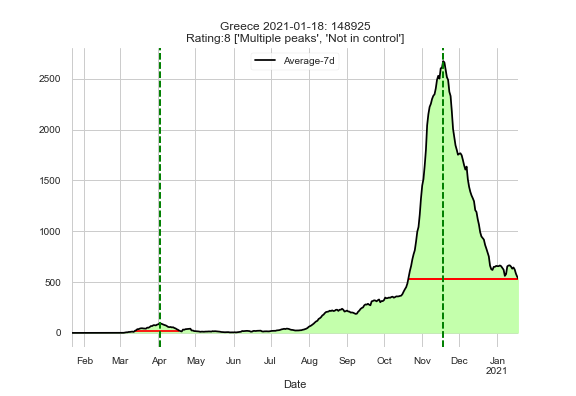 Greece 2021-01-18: 148925
Rating:8 ['Multiple peaks', 'Not in control']
Average-7d
2500
2000
1500
1000
500
0
Feb Mar Apr May Jun Jul Aug Sep Oct Nov Dec Jan
2021
Date